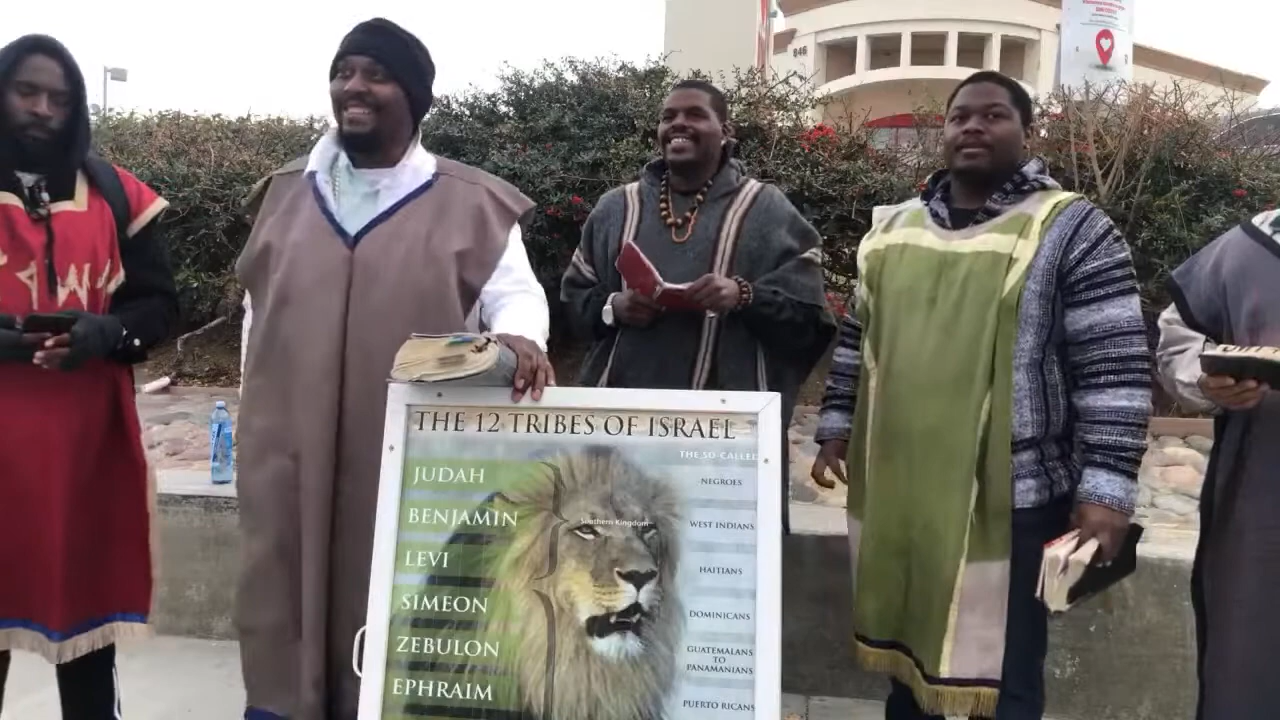 846
THE 12 TRIBES OF ISRAEL
THE SO-CALLED
JUDAH
NEGROES
BENJAMIN
Southern Kingdom
WEST INDIANS
LEVI
HAITIANS
SIMEON
DOMINICANS
ZEBULON
GUATEMALANS
TO
PANAMANIANS
EPHRAIM
PUERTO RICANS